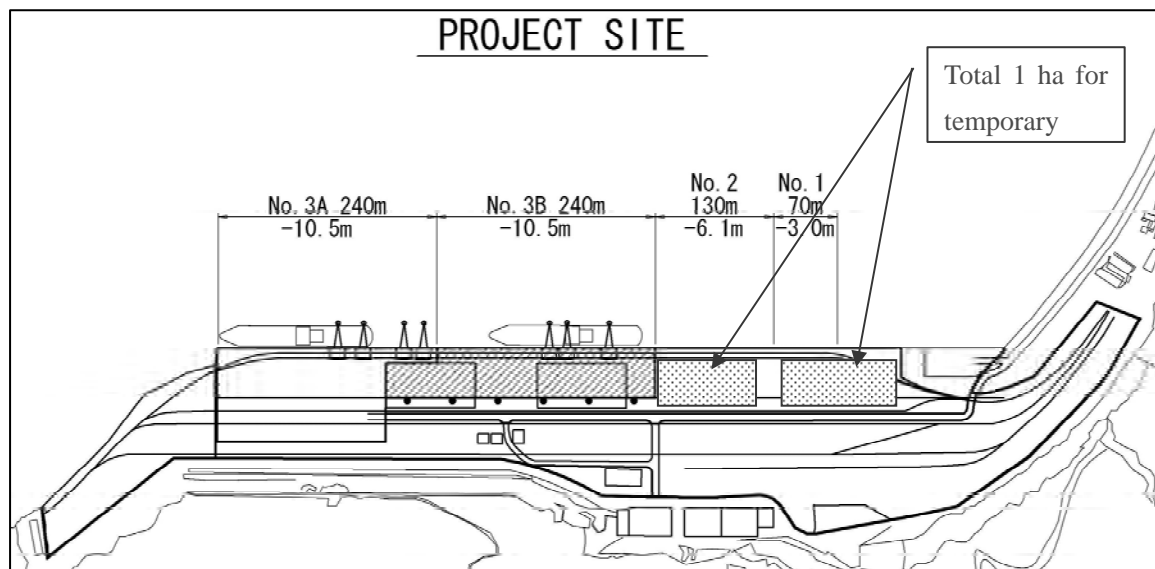 PROJECT SITE
Total 1 ha for
temporary
No. 3A 240m
-10.5m
No. 3B 240m
-10.5m
No. 2
130m
-6.1m
No. 1
70m
-3.0m